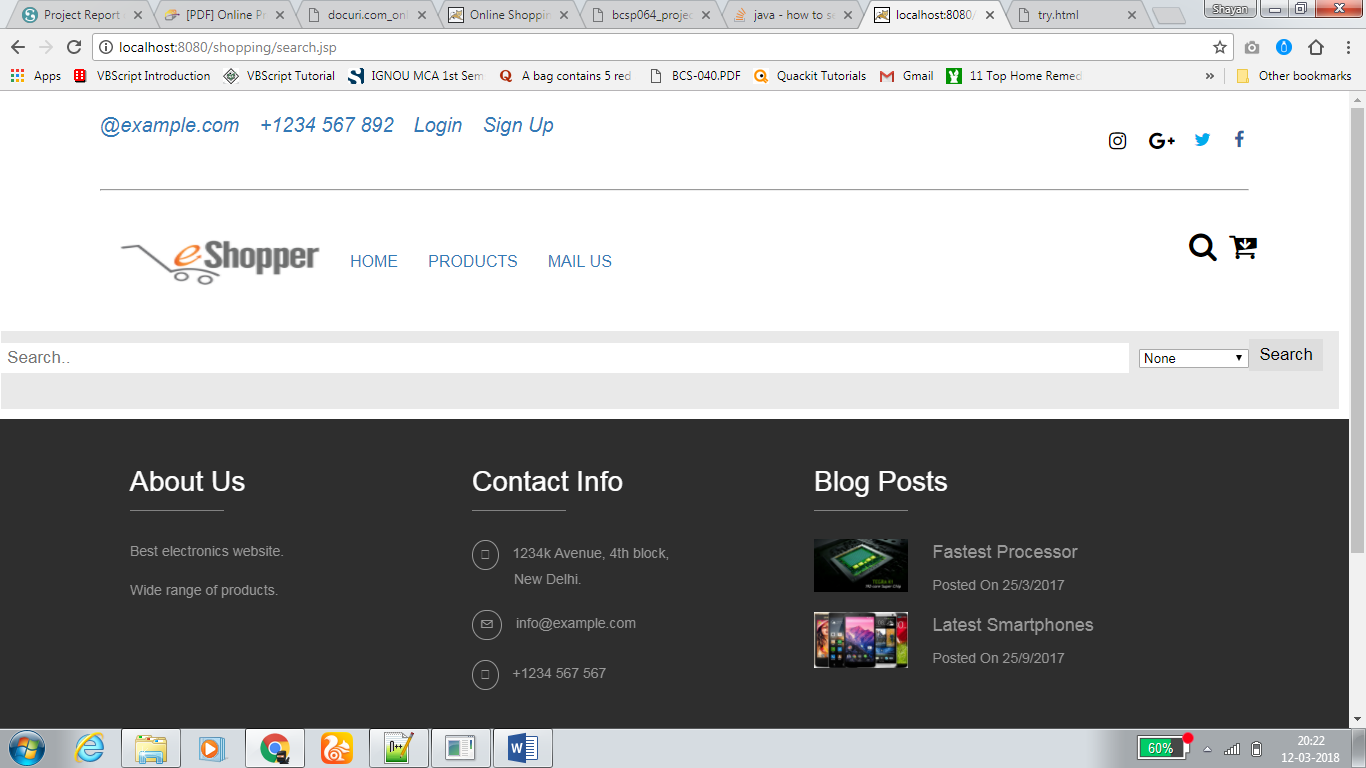 Project Report
[PDF] Online Pr
docuri.com_onl
Online Shoppin
bcsp064_projec
java - how to se
localhost:8080/
try.html
Shayan
localhost:8080/shopping/search.jsp
Apps
VBScript Introduction
VBScript Tutorial
IGNOU MCA 1st Sem
A bag contains 5 red
BCS-040.PDF
Quackit Tutorials
Gmail
11 Top Home Remed
»
Other bookmarks
@example.com +1234 567 892 Login Sign Up
eShopper
HOME PRODUCTS MAIL US
Search..
None
Search
About Us
Best electronics website.
Wide range of products.
Contact Info
1234k Avenue, 4th block,
New Delhi.
info@example.com
+1234 567 567
Blog Posts
Fastest Processor
Posted On 25/3/2017
Latest Smartphones
Posted On 25/9/2017
60%
20:22
12-03-2018